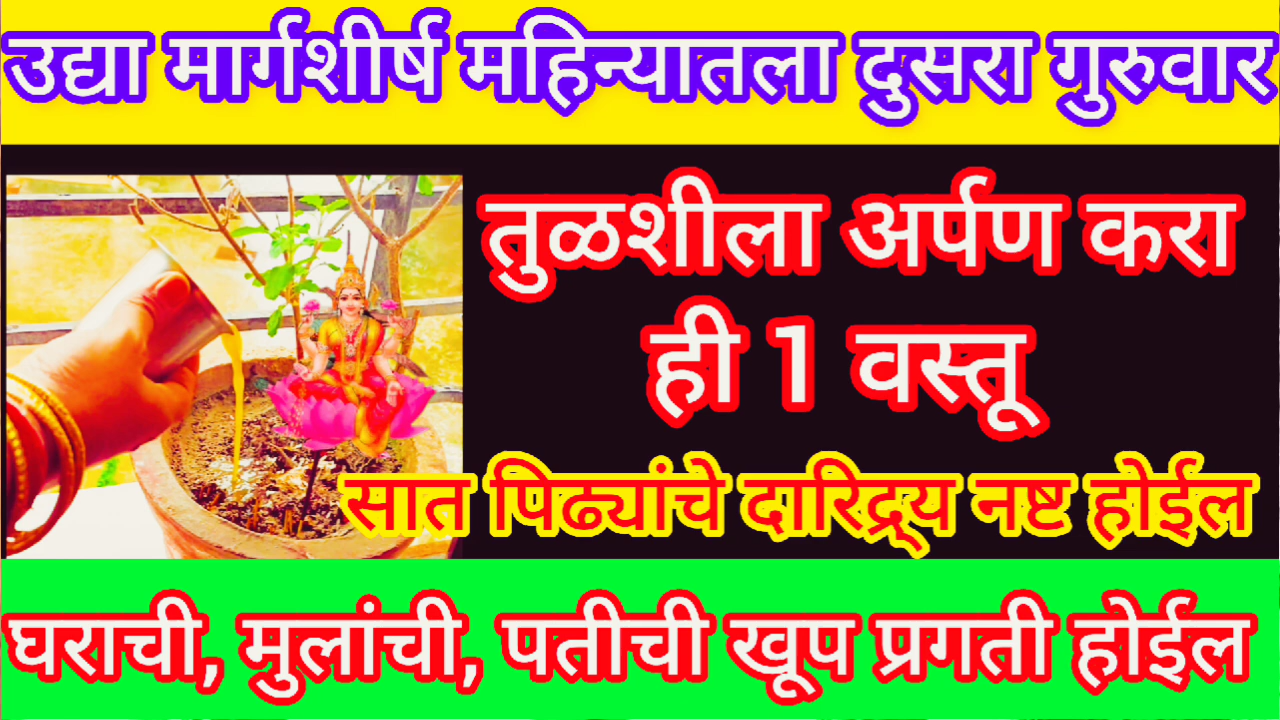 उद्या मार्गशीर्ष महिन्यातला दुसरा गुरुवार
तुळशीला अर्पण करा
ही 1 वस्तू
सात पिढ्यांचे दारिद्र्य नष्ट होईल
घराची, मुलांची, पतीची खूप प्रगती होईल